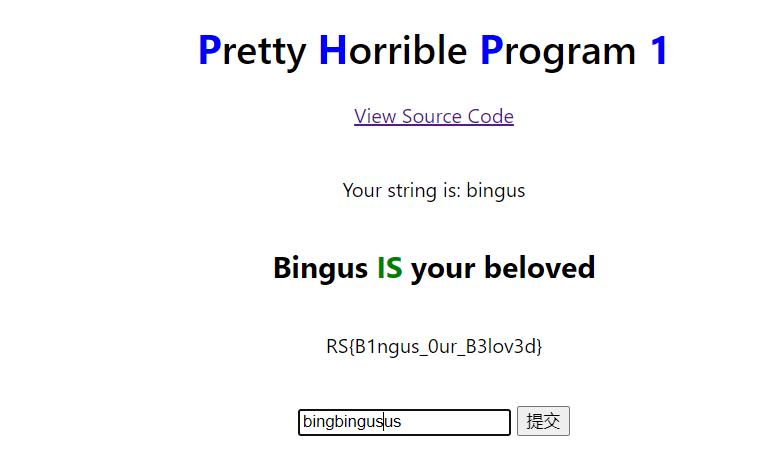 Pretty Horrible Program 1
View Source Code
Your string is: bingus
Bingus IS your beloved
RS{B1ngus_0ur_B3lov3d}
bingbingusus 提交